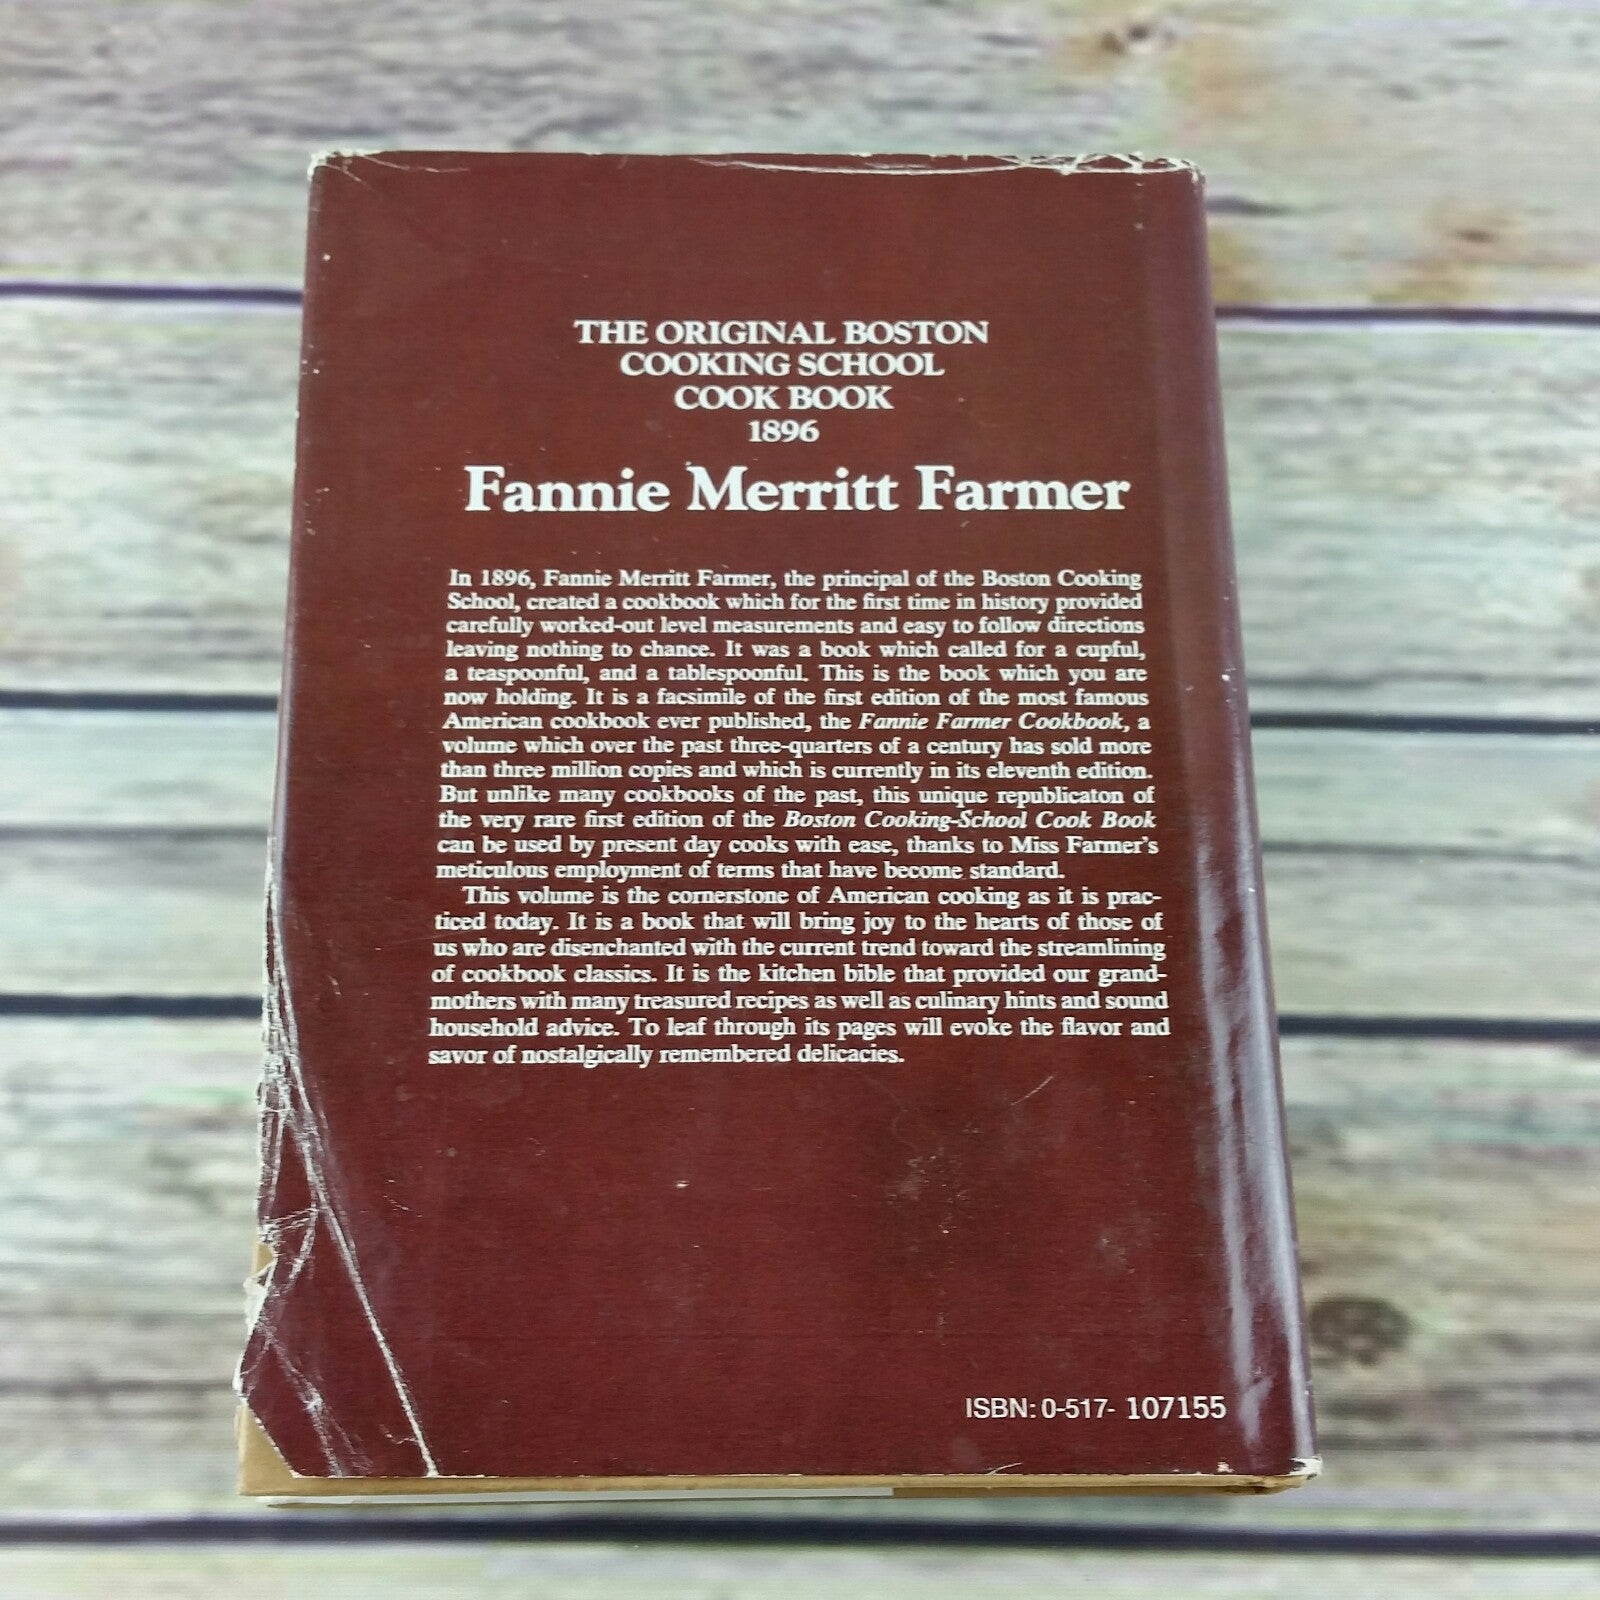 THE ORIGINAL BOSTON
COOKING SCHOOL
COOK BOOK
1896
Fannie Merritt Farmer
In 1896, Fannie Merritt Farmer, the principal of the Boston Cooking
School, created a cookbook which for the first time in history provided
carefully worked-out level measurements and easy to follow directions
leaving nothing to chance. It was a book which called for a cupful,
a teaspoonful, and a tablespoonful. This is the book which you are
now holding. It is a facsimile of the first edition of the most famous
American cookbook ever published, the Fannie Farmer Cookbook, a
volume which over the past three-quarters of a century has sold more
than three million copies and which is currently in its eleventh edition.
But unlike many cookbooks of the past, this unique republicaton of
the very rare first edition of the Boston Cooking-School Cook Book
can be used by present day cooks with ease, thanks to Miss Farmer's
meticulous employment of terms that have become standard.
This volume is the cornerstone of American cooking as it is prac-
ticed today. It is a book that will bring joy to the hearts of those of
us who are disenchanted with the current trend toward the streamlining
of cookbook classics. It is the kitchen bible that provided our grand-
mothers with many treasured recipes as well as culinary hints and sound
household advice. To leaf through its pages will evoke the flavor and
savor of nostalgically remembered delicacies.
ISBN: 0-517- 107155